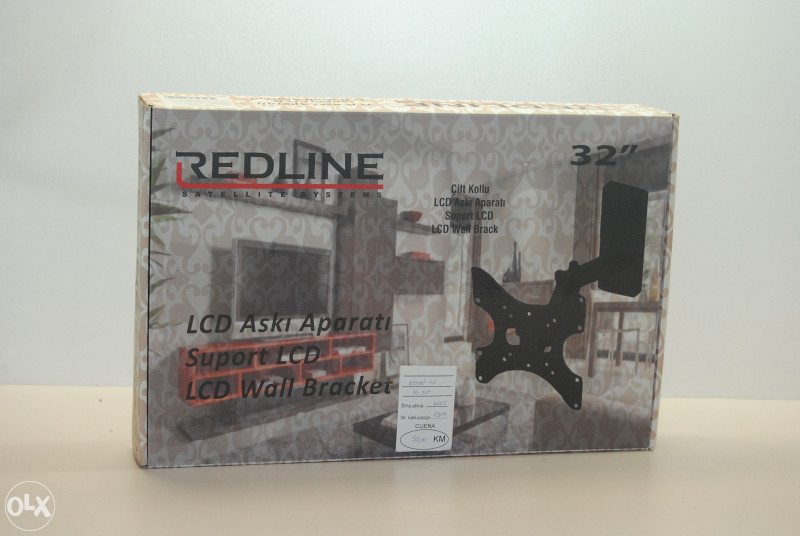 REDLINE
SATELLITE SYSTEMS
32"
Çift Kollu
LCD Askı Aparatı
Suport LCD
LCD Wall Brack
LCD Askı Aparatı
Suport LCD
LCD Wall Bracket
CIJENA
KM
OLX